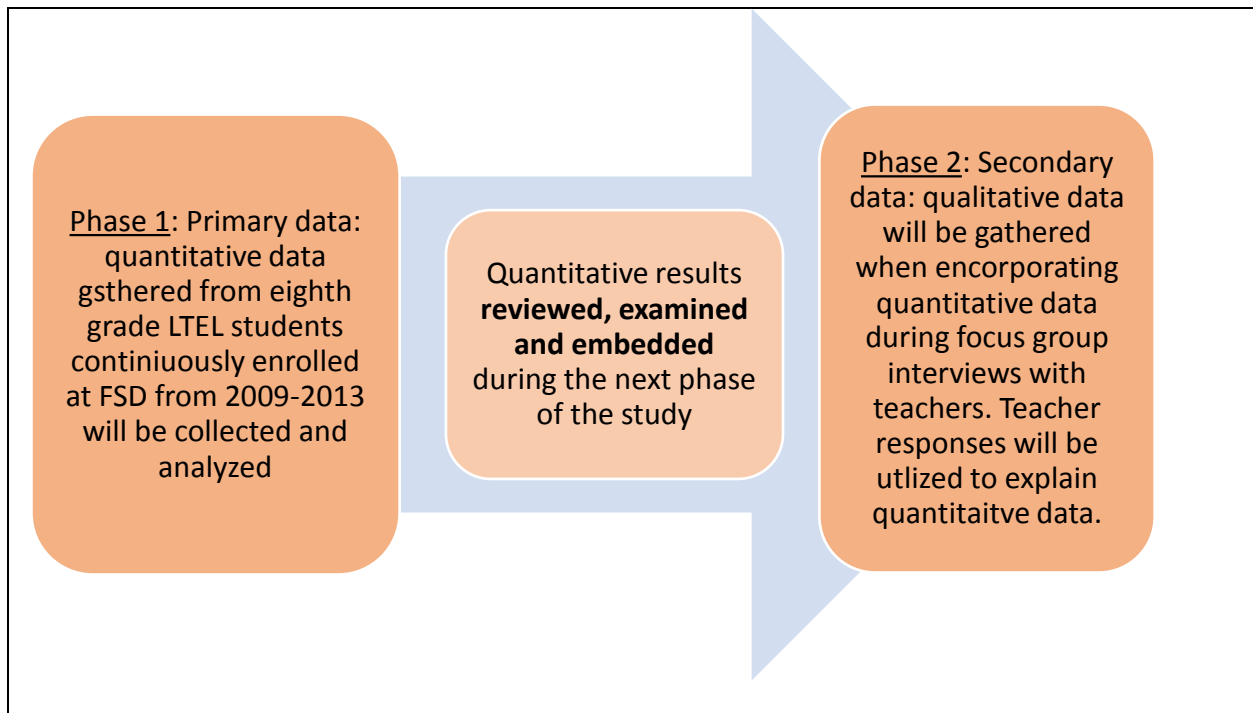 Phase 1: Primary data:
quantitative data
gsthered from eighth
grade LTEL students
continiuously enrolled
at FSD from 2009-2013
will be collected and
analyzed
Quantitative results
reviewed, examined
and embedded
during the next phase
of the study
Phase 2: Secondary
data: qualitative data
will be gathered
when encorporating
quantitative data
during focus group
interviews with
teachers. Teacher
responses will be
utlized to explain
quantitaitve data.